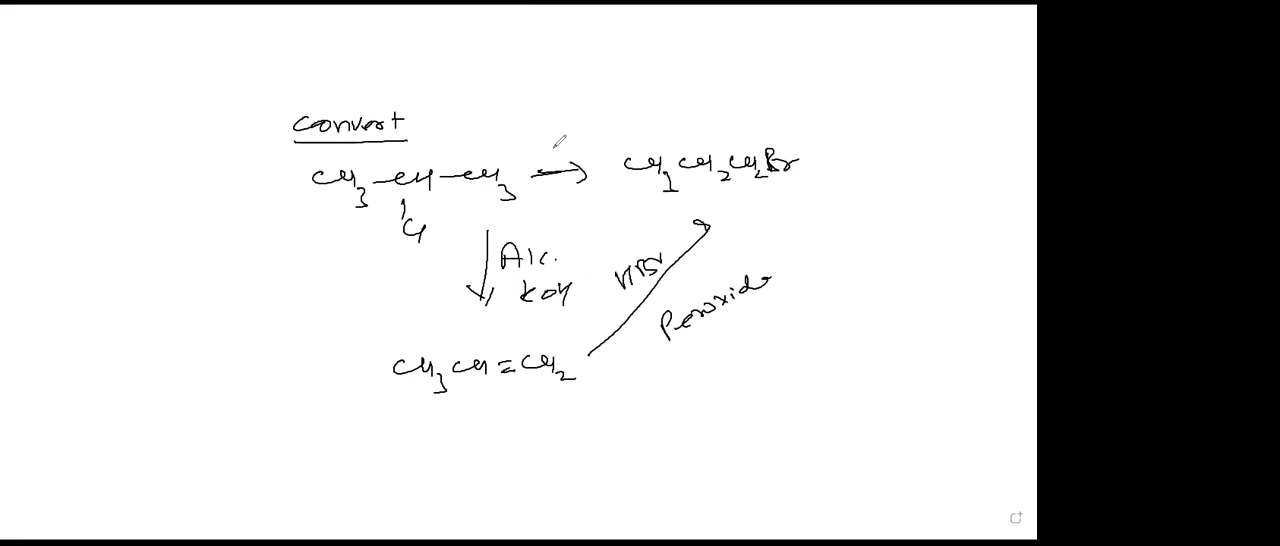 Convert
CH3-CH-CH3 → CH3CH2CH2Br
Cl
Alc.
KOH
HBr
Peroxide
CH3CH=CH2